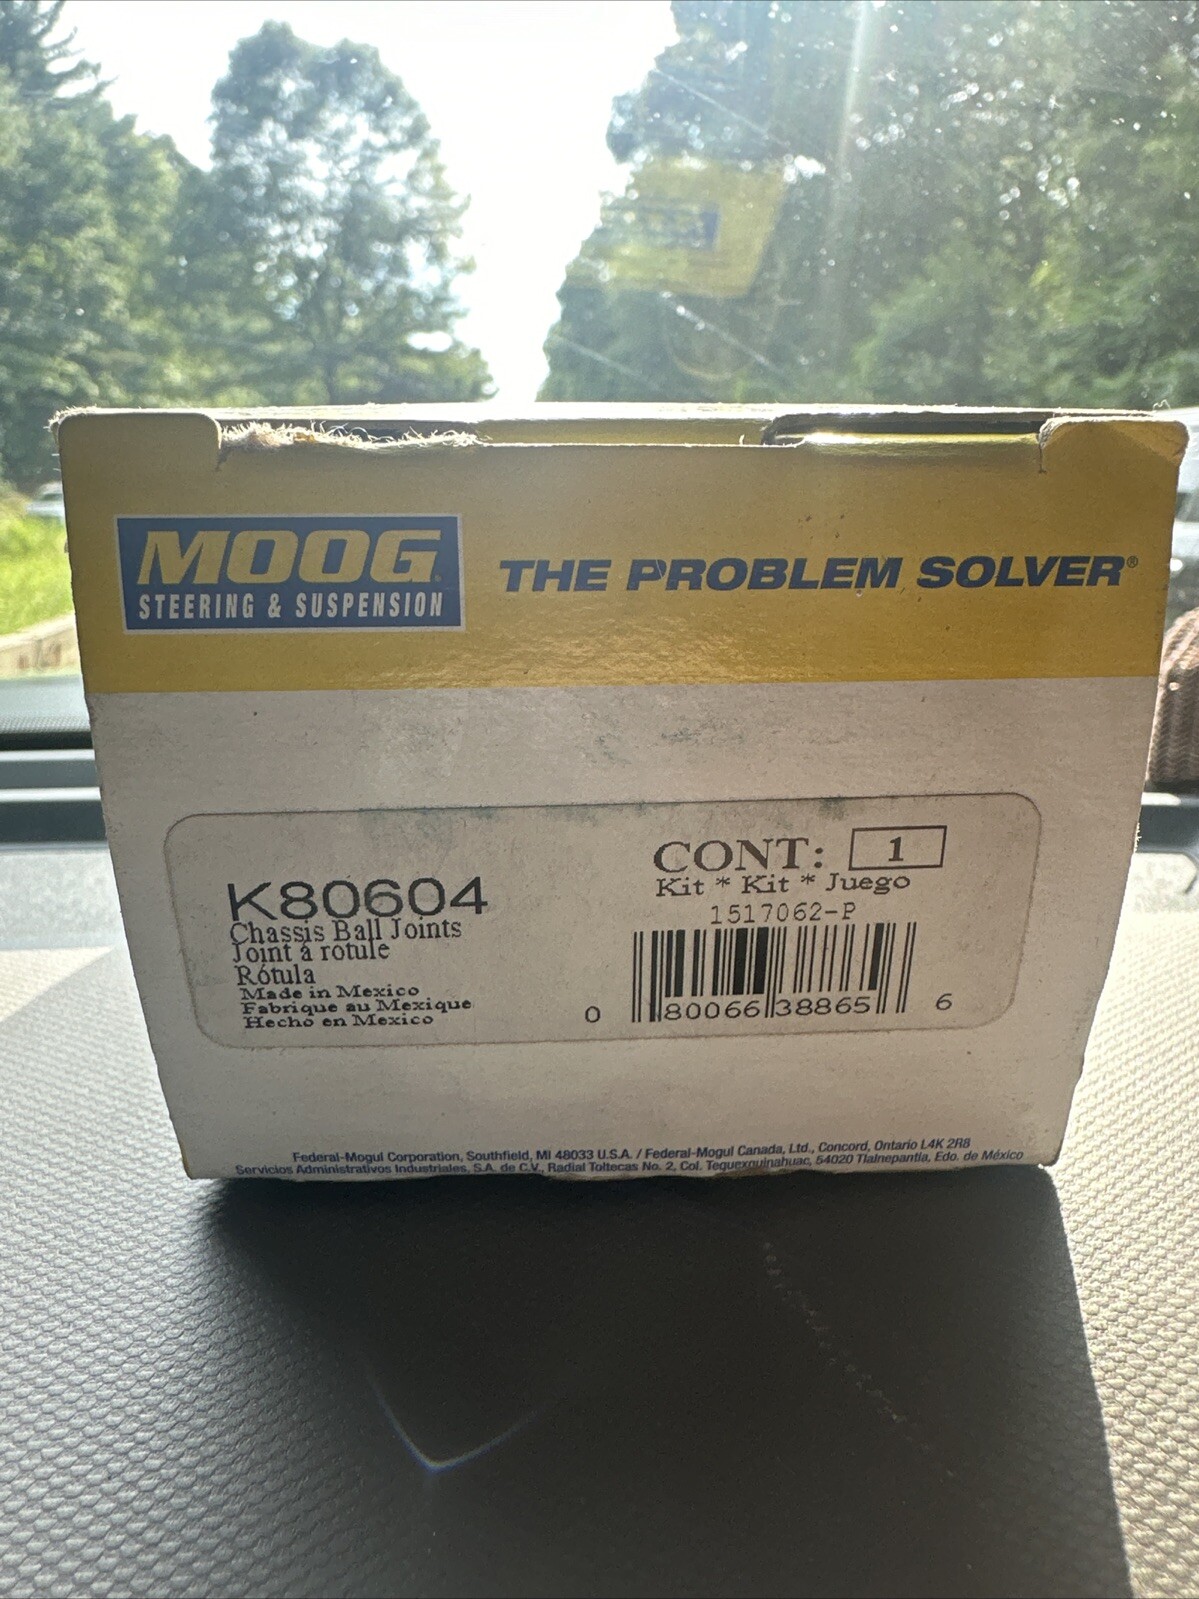 MOOG®
STEERING & SUSPENSION
THE PROBLEM SOLVER®
K80604
Chassis Ball Joints
Joint à rotule
Rótula
Made in Mexico
Fabrique au Mexique
Hecho en Mexico
CONT: 1
Kit * Kit * Juego
1517062-P
0 80066 38865 6
Federal-Mogul Corporation, Southfield, MI 48033 U.S.A. / Federal-Mogul Canada, Ltd., Concord, Ontario L4K 2R8
Servicios Administrativos Industriales, S.A. de C.V., Radial Toltecas No. 2, Col. Tequexquinahuac, 54020 Tlalnepantla, Edo. de México